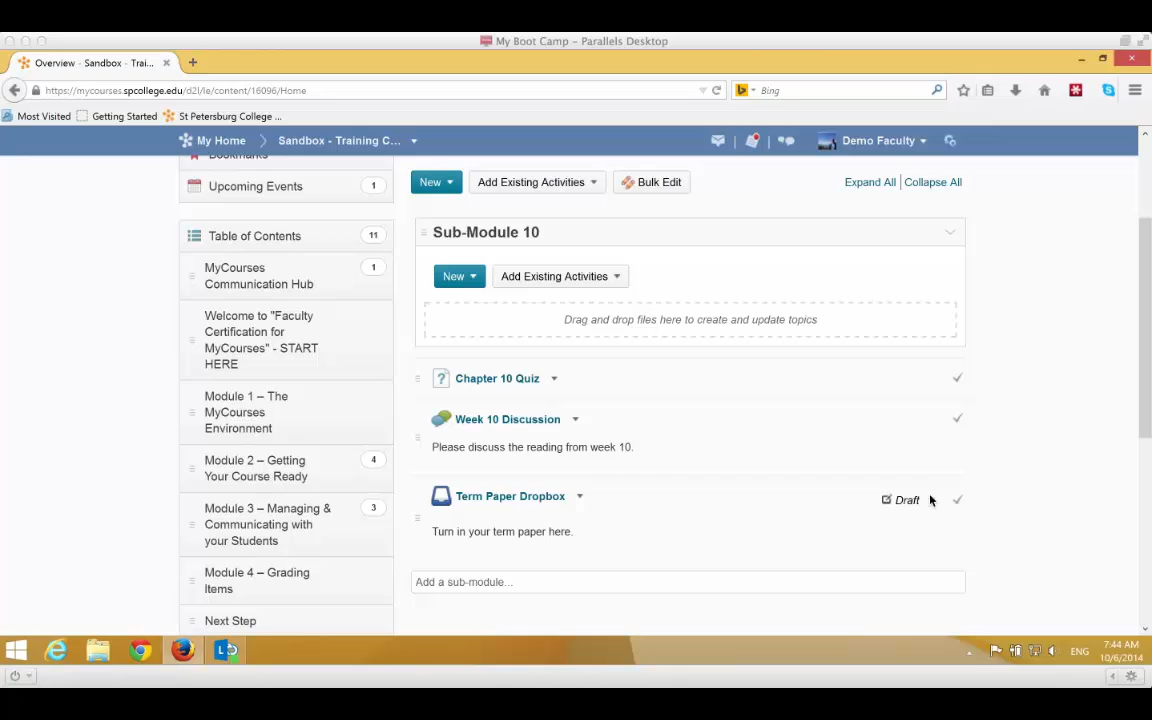 My Boot Camp – Parallels Desktop
Overview - Sandbox - Trai...
https://mycourses.spcollege.edu/d2l/le/content/16096/Home
Bing
Most Visited
Getting Started
St Petersburg College ...
My Home
Sandbox - Training C...
Demo Faculty
Bookmarks
Upcoming Events
1
New
Add Existing Activities
Bulk Edit
Expand All
Collapse All
Table of Contents
11
MyCourses
Communication Hub
1
Welcome to "Faculty
Certification for
MyCourses" - START
HERE
Module 1 – The
MyCourses
Environment
Module 2 – Getting
Your Course Ready
4
Module 3 – Managing &
Communicating with
your Students
3
Module 4 – Grading
Items
Next Step
Sub-Module 10
New
Add Existing Activities
Drag and drop files here to create and update topics
Chapter 10 Quiz
Week 10 Discussion
Please discuss the reading from week 10.
Term Paper Dropbox
Draft
Turn in your term paper here.
Add a sub-module...
ENG
7:44 AM
10/6/2014